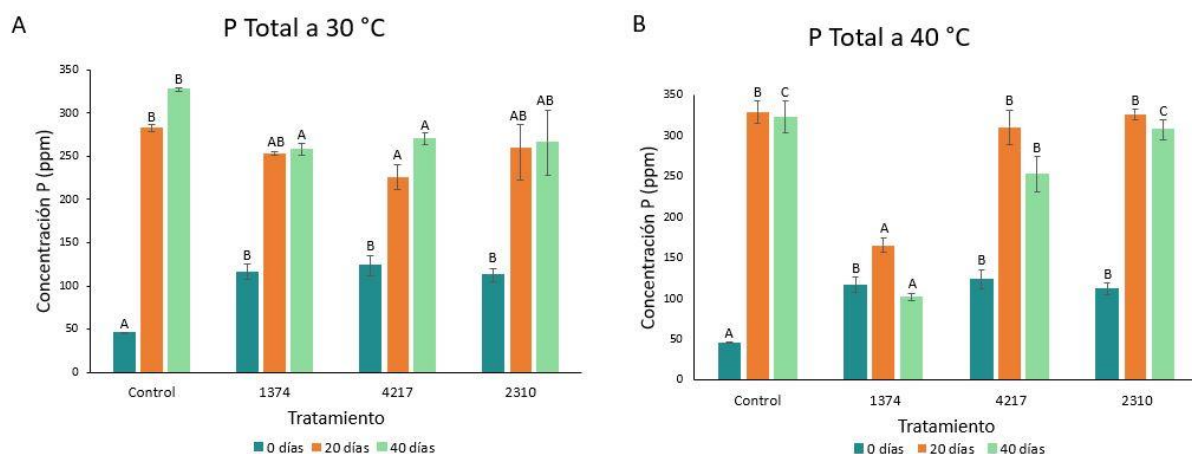 A
P Total a 30 °C
Concentración P (ppm)
350
300
250
200
150
100
50
0
A
B
B
B
AB
A
B
A
A
B
AB
AB
Control
1374
4217
2310
Tratamiento
0 días
20 días
40 días
B
P Total a 40 °C
Concentración P (ppm)
350
300
250
200
150
100
50
0
A
B
C
B
A
A
B
B
B
B
B
C
Control
1374
4217
2310
Tratamiento
0 días
20 días
40 días